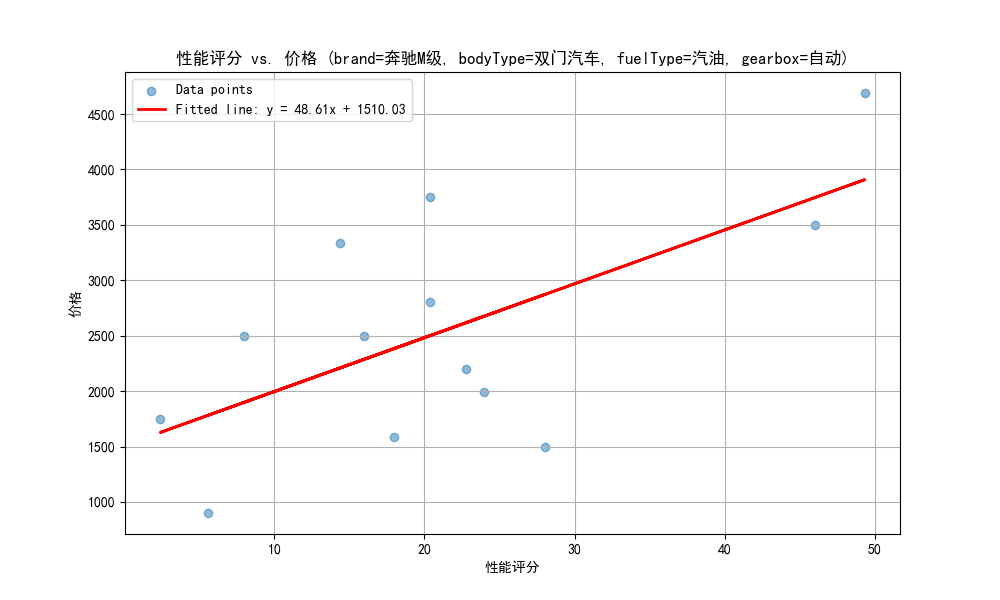 性能评分 vs. 价格 (brand=奔驰M级, bodyType=双门汽车, fuelType=汽油, gearbox=自动)
Data points
Fitted line: y = 48.61x + 1510.03
4500
4000
3500
3000
2500
2000
1500
1000
价格
10 20 30 40 50
性能评分